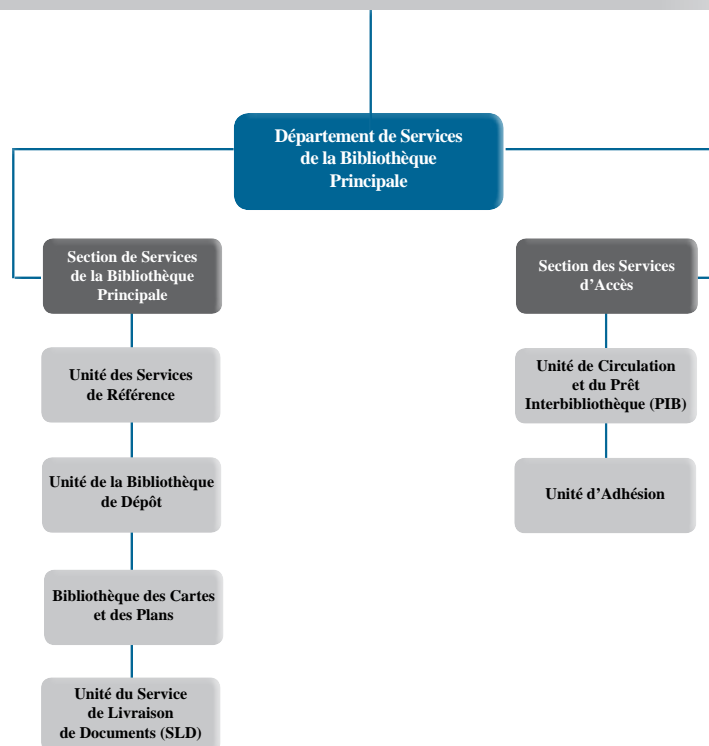 Département de Services
de la Bibliothèque
Principale
Section de Services
de la Bibliothèque
Principale
Unité des Services
de Référence
Unité de la Bibliothèque
de Dépôt
Bibliothèque des Cartes
et des Plans
Unité du Service
de Livraison
de Documents (SLD)
Section des Services
d’Accès
Unité de Circulation
et du Prêt
Interbibliothèque (PIB)
Unité d’Adhésion